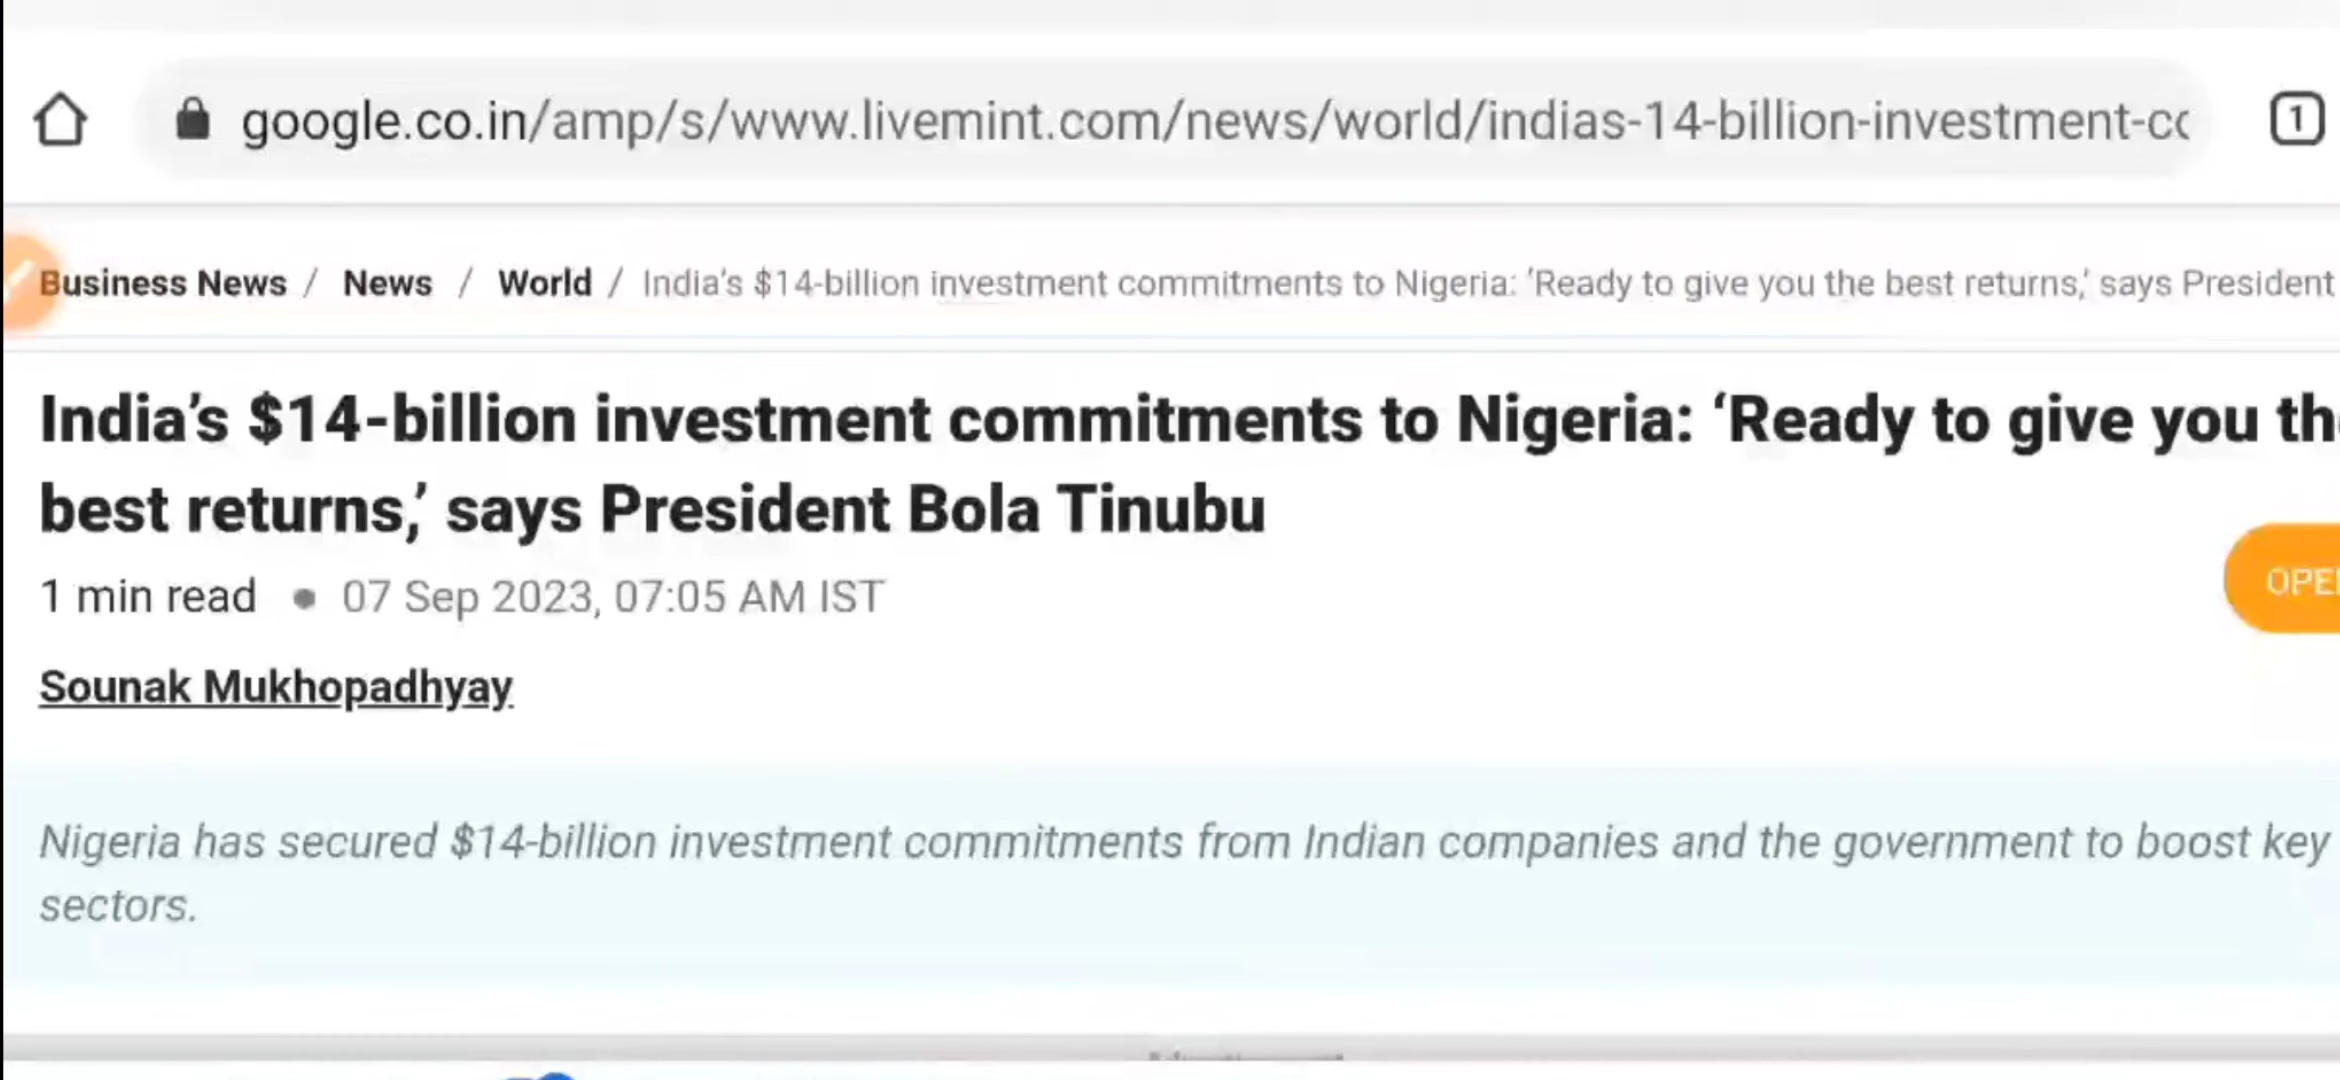 google.co.in/amp/s/www.livemint.com/news/world/indias-14-billion-investment-cc
1
Business News / News / World / India's $14-billion investment commitments to Nigeria: 'Ready to give you the best returns,' says President
India's $14-billion investment commitments to Nigeria: 'Ready to give you the
best returns,' says President Bola Tinubu
1 min read • 07 Sep 2023, 07:05 AM IST
OPEN
Sounak Mukhopadhyay
Nigeria has secured $14-billion investment commitments from Indian companies and the government to boost key
sectors.